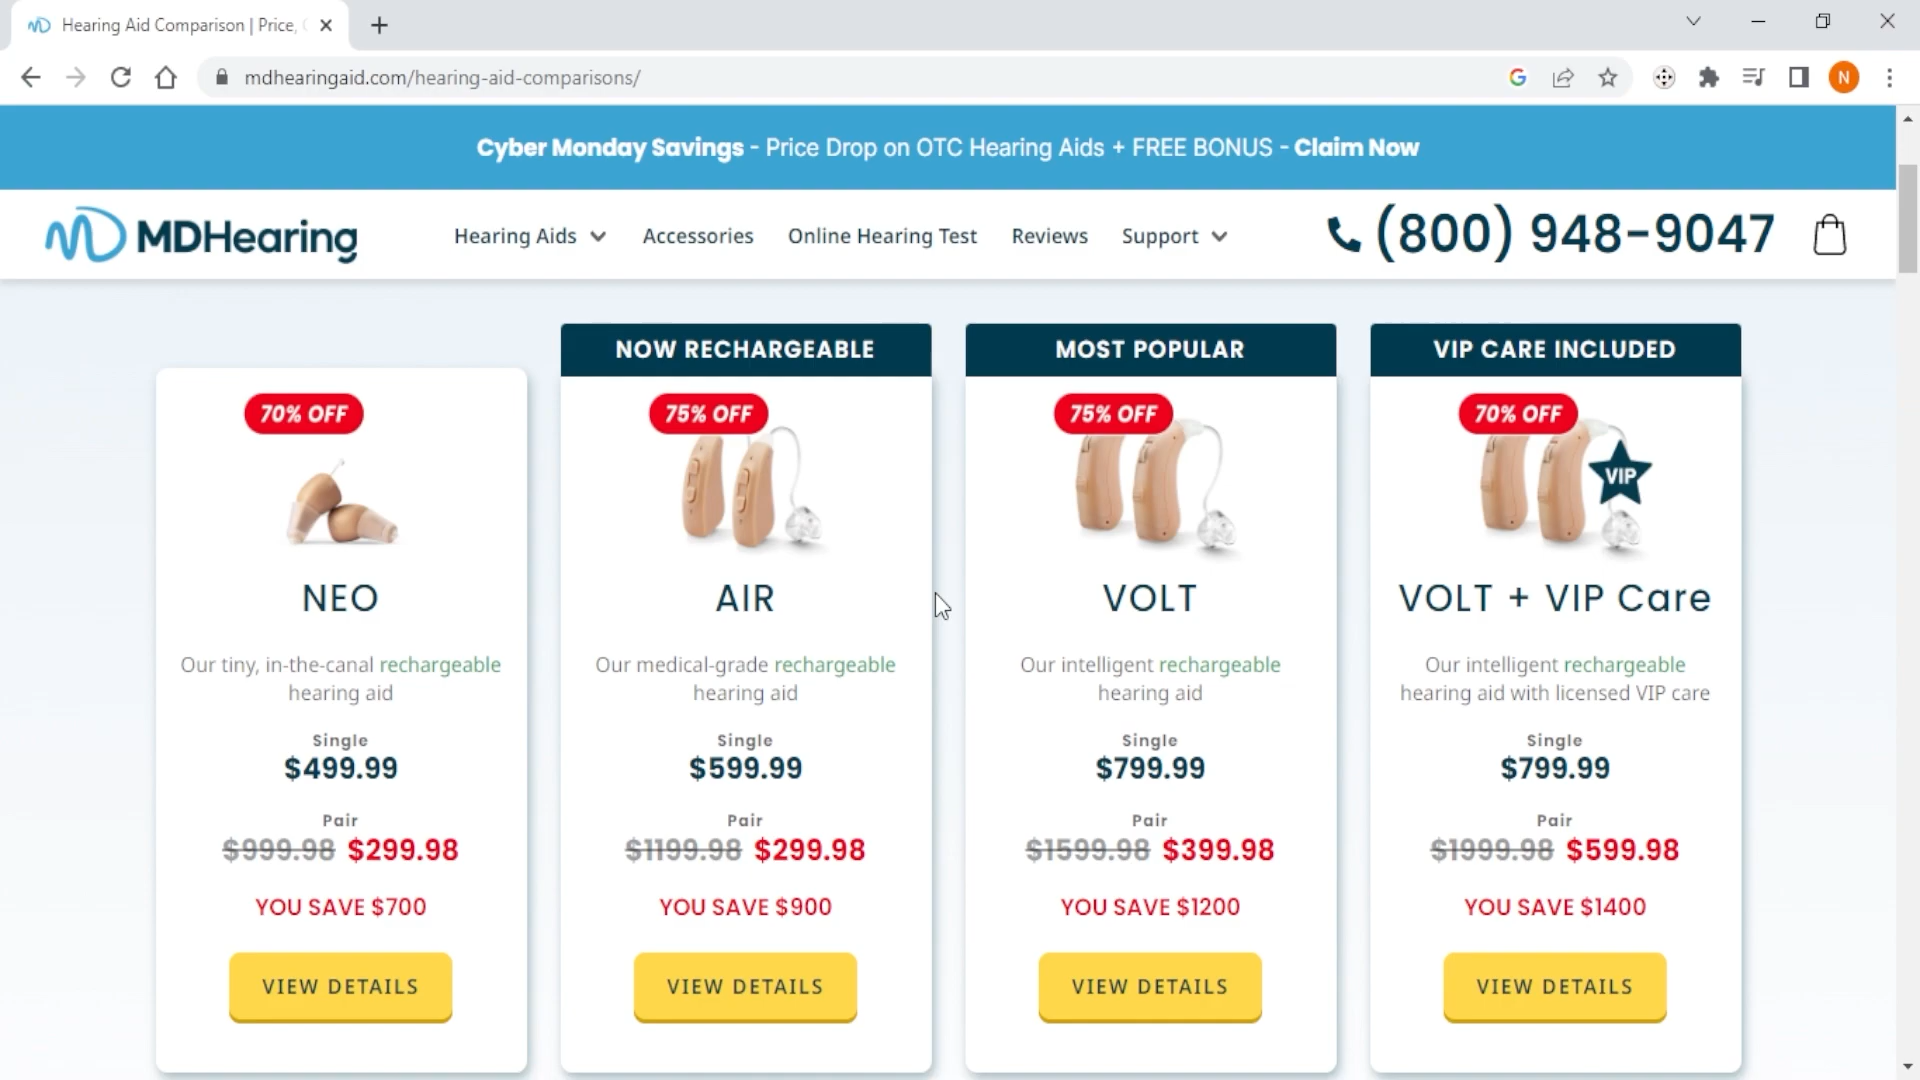 Hearing Aid Comparison | Price,
mdhearingaid.com/hearing-aid-comparisons/
N
Cyber Monday Savings - Price Drop on OTC Hearing Aids + FREE BONUS - Claim Now
MDHearing
Hearing Aids
Accessories
Online Hearing Test
Reviews
Support
(800) 948-9047
70% OFF
NEO
Our tiny, in-the-canal rechargeable
hearing aid
Single
$499.99
Pair
$999.98 $299.98
YOU SAVE $700
VIEW DETAILS
NOW RECHARGEABLE
75% OFF
AIR
Our medical-grade rechargeable
hearing aid
Single
$599.99
Pair
$1199.98 $299.98
YOU SAVE $900
VIEW DETAILS
MOST POPULAR
75% OFF
VOLT
Our intelligent rechargeable
hearing aid
Single
$799.99
Pair
$1599.98 $399.98
YOU SAVE $1200
VIEW DETAILS
VIP CARE INCLUDED
70% OFF
VIP
VOLT + VIP Care
Our intelligent rechargeable
hearing aid with licensed VIP care
Single
$799.99
Pair
$1999.98 $599.98
YOU SAVE $1400
VIEW DETAILS